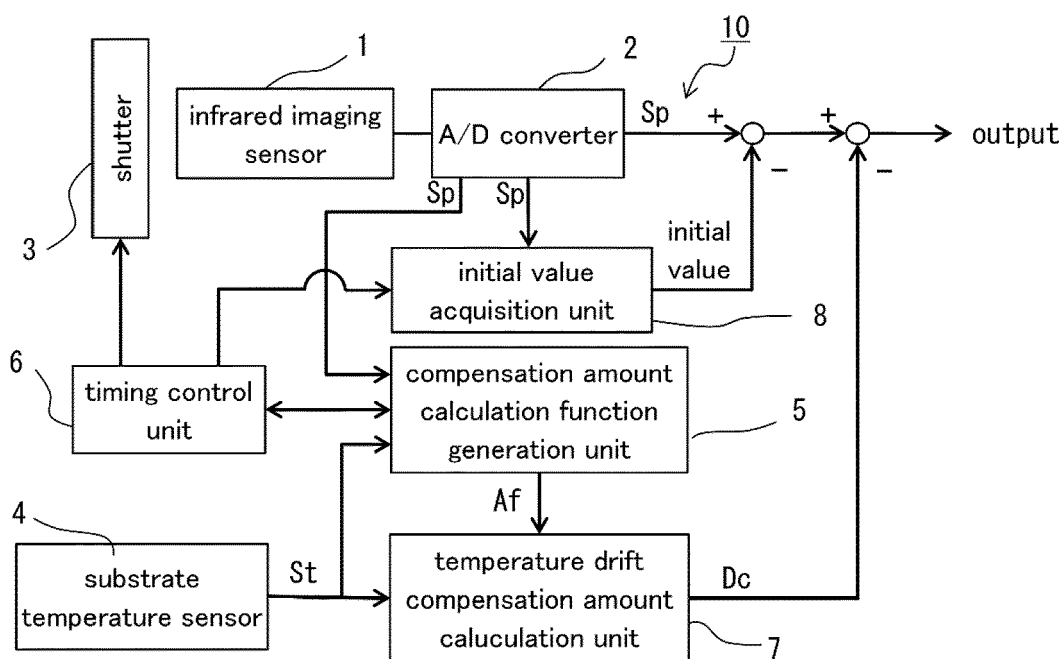 10
1
2
shutter
infrared imaging
sensor
A/D converter
Sp
+
+
output
−
−
3
Sp
Sp
initial
value
initial value
acquisition unit
8
6
timing control
unit
compensation amount
calculation function
generation unit
5
Af
4
substrate
temperature sensor
St
temperature drift
compensation amount
caluculation unit
Dc
7